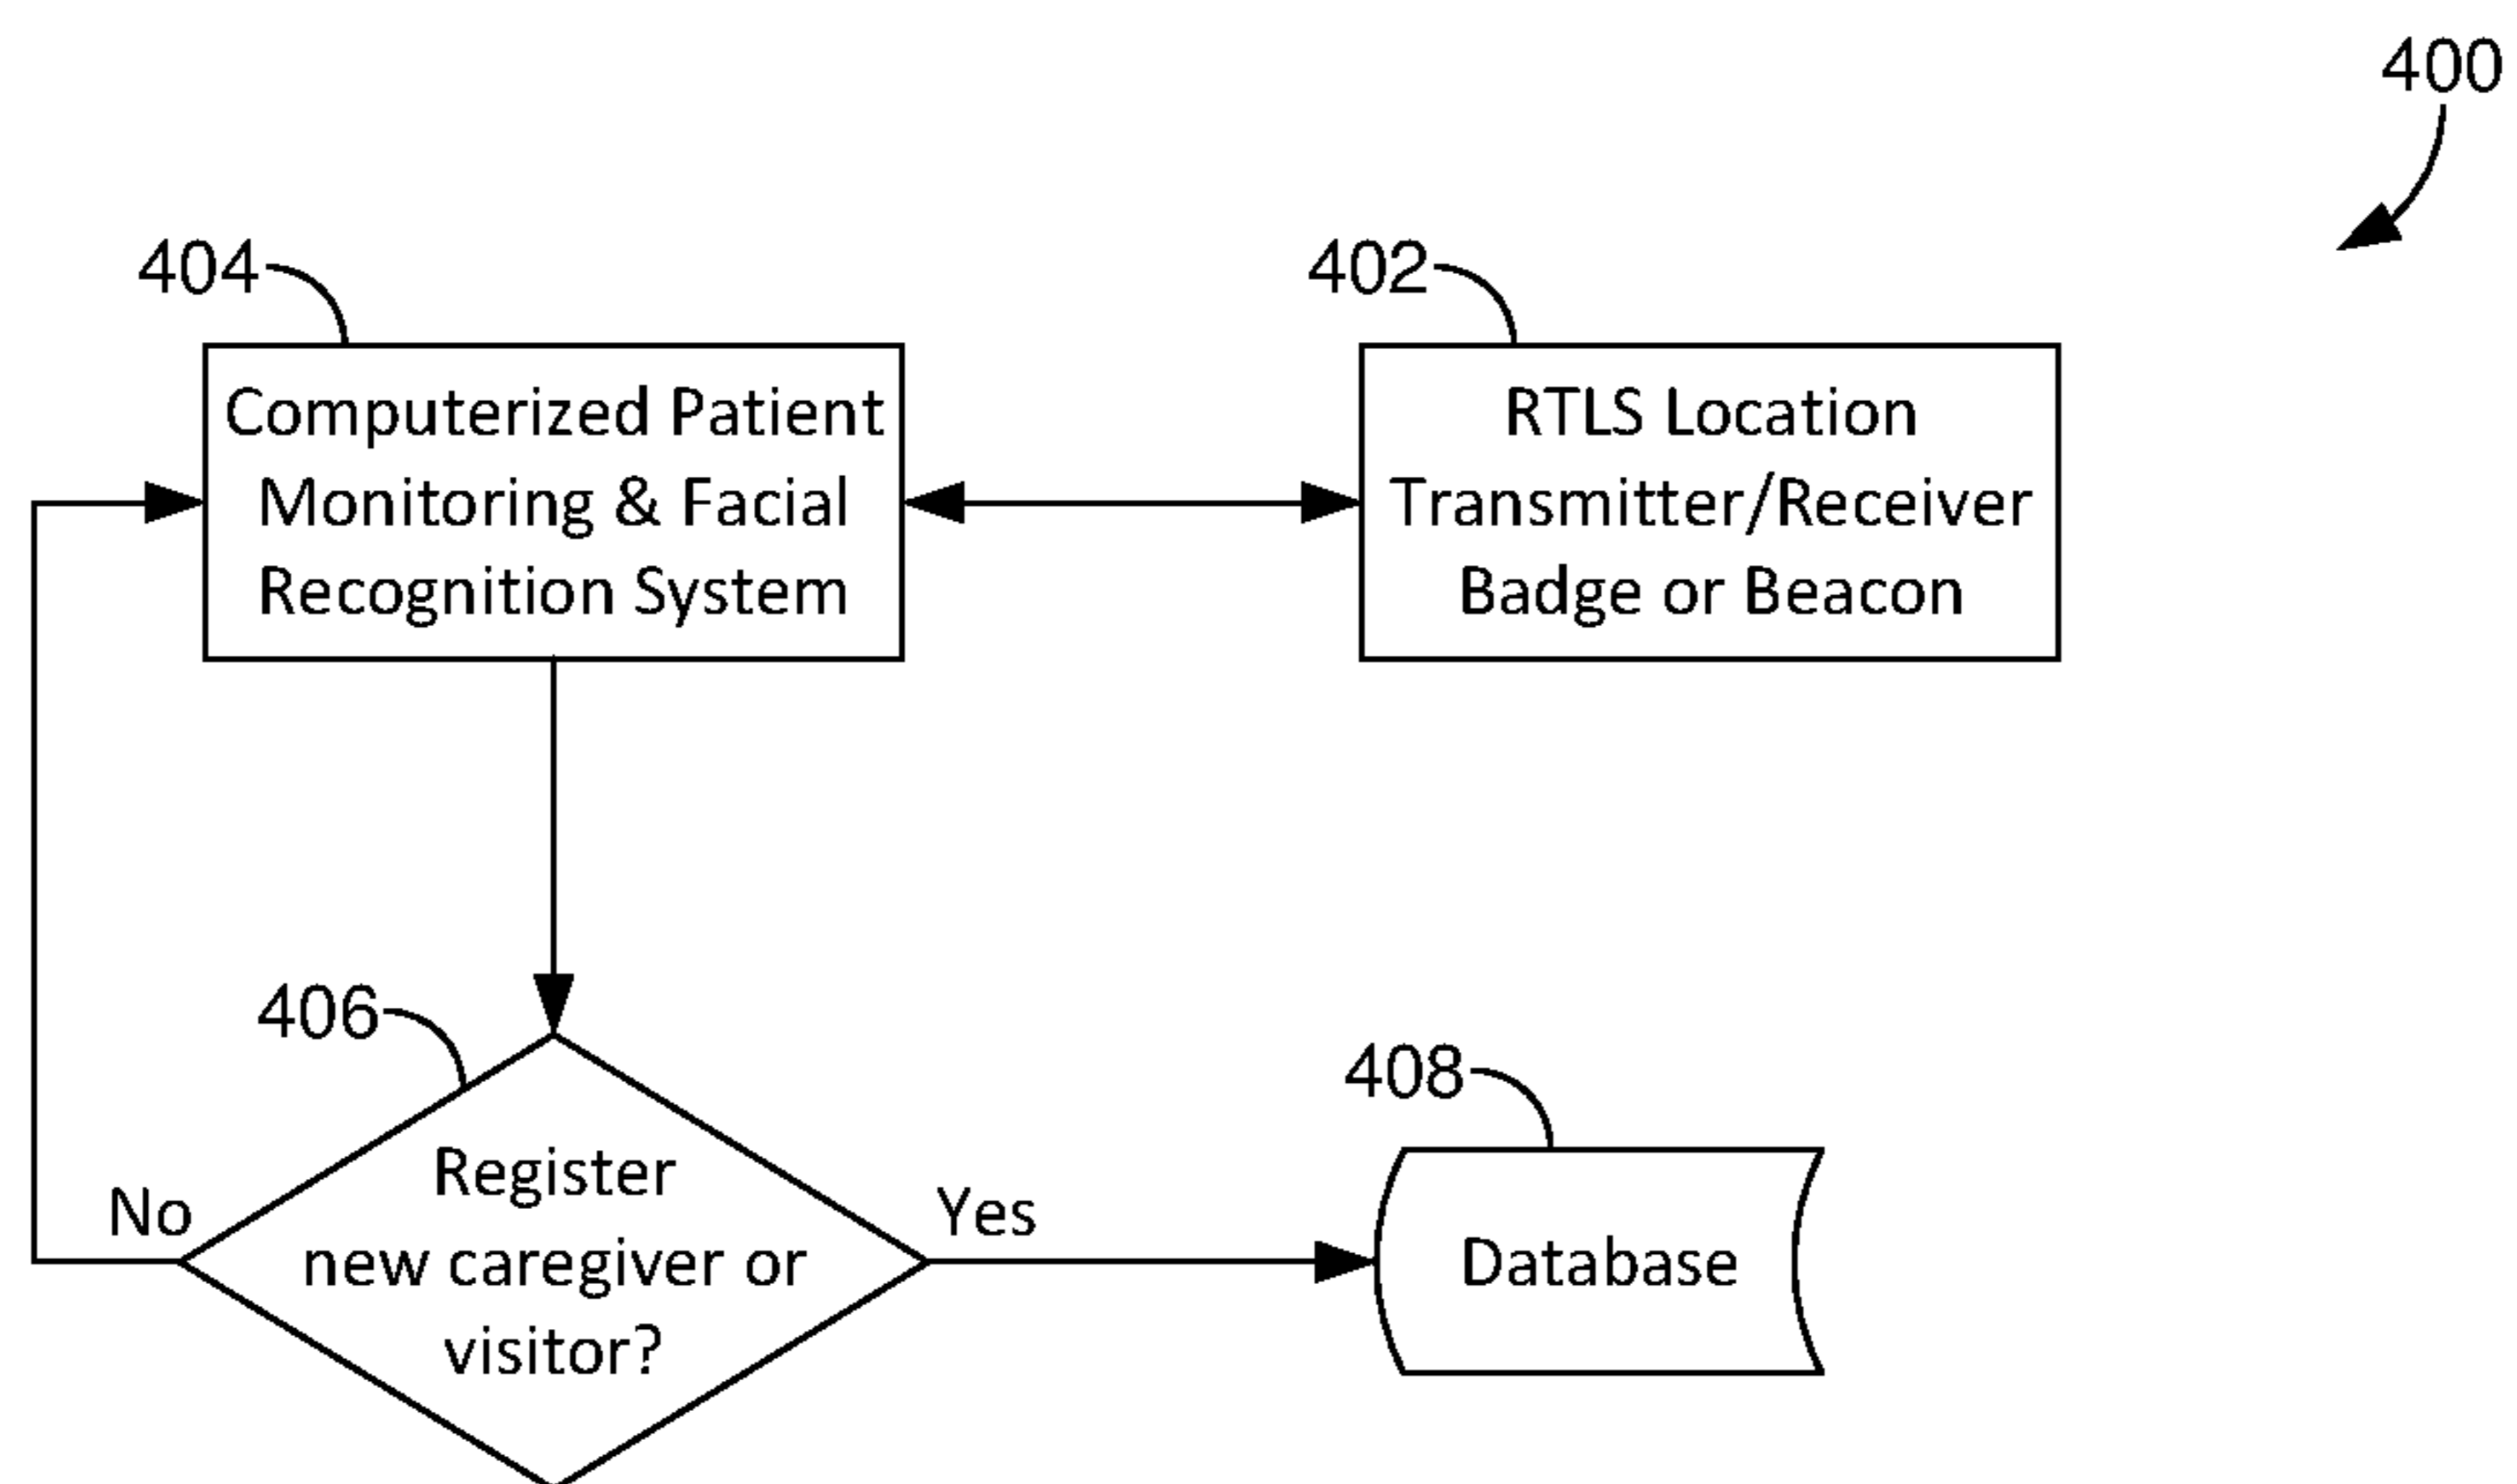 400
404
Computerized Patient
Monitoring & Facial
Recognition System
402
RTLS Location
Transmitter/Receiver
Badge or Beacon
406
Register
new caregiver or
visitor?
No
Yes
408
Database